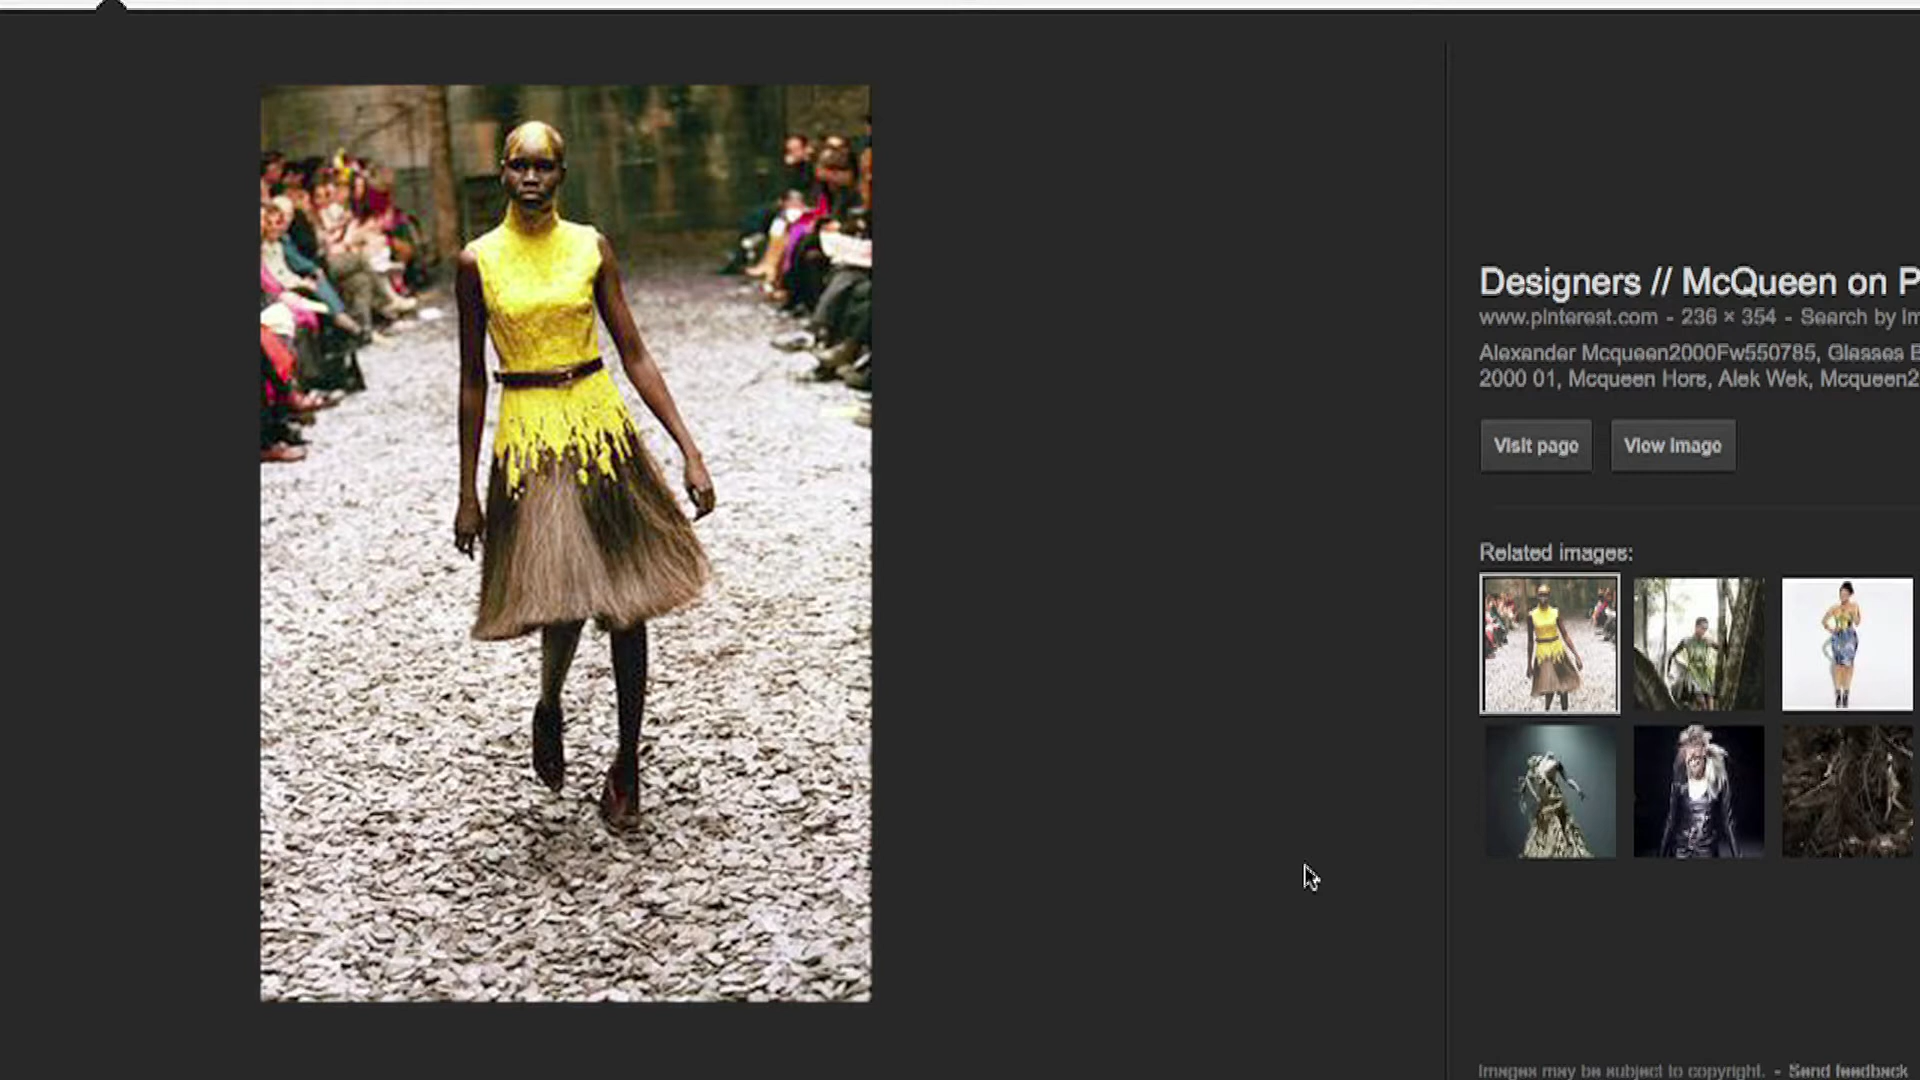 Designers // McQueen on P
www.pinterest.com - 236 × 354 - Search by Im
Alexander Mcqueen2000Fw550785, Glasses B
2000 01, Mcqueen Hors, Alek Wek, Mcqueen2
Visit page
View image
Related images:
Images may be subject to copyright. - Send feedback